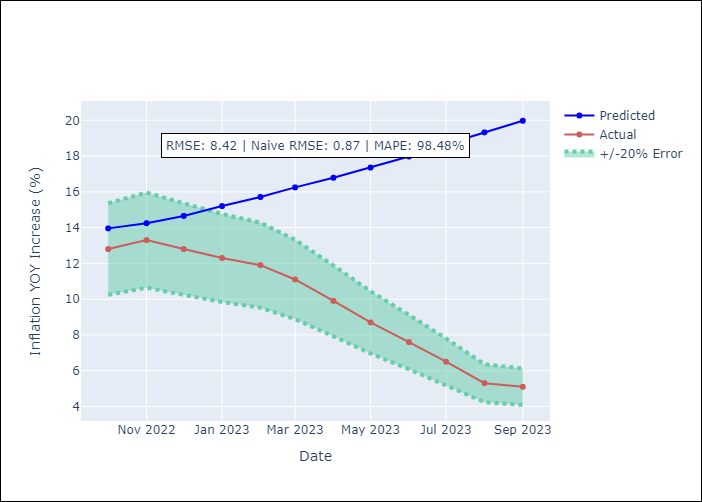 RMSE: 8.42 | Naive RMSE: 0.87 | MAPE: 98.48%
Predicted
Actual
+/-20% Error
Inflation YOY Increase (%)
20
18
16
14
12
10
8
6
4
Nov 2022
Jan 2023
Mar 2023
May 2023
Jul 2023
Sep 2023
Date